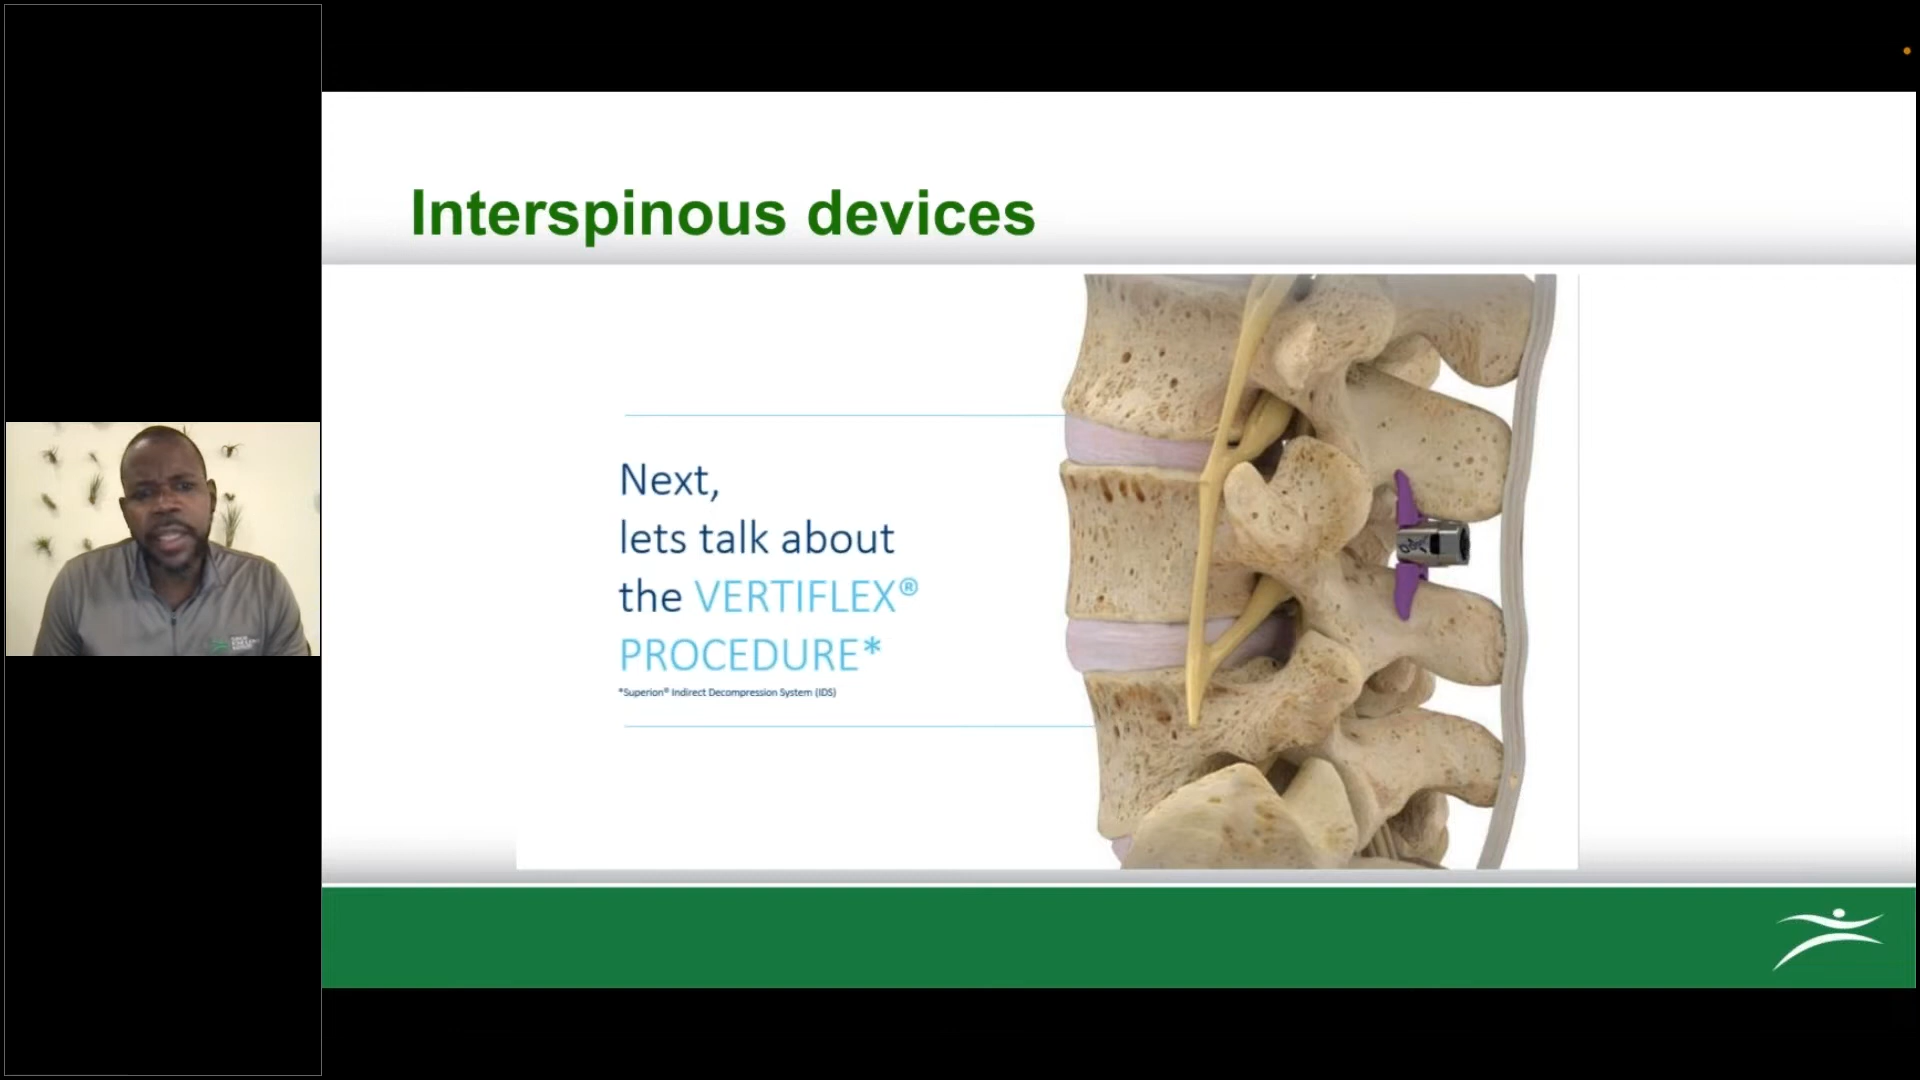 Interspinous devices
Next,
lets talk about
the VERTIFLEX®
PROCEDURE*
*Superion® Indirect Decompression System (IDS)